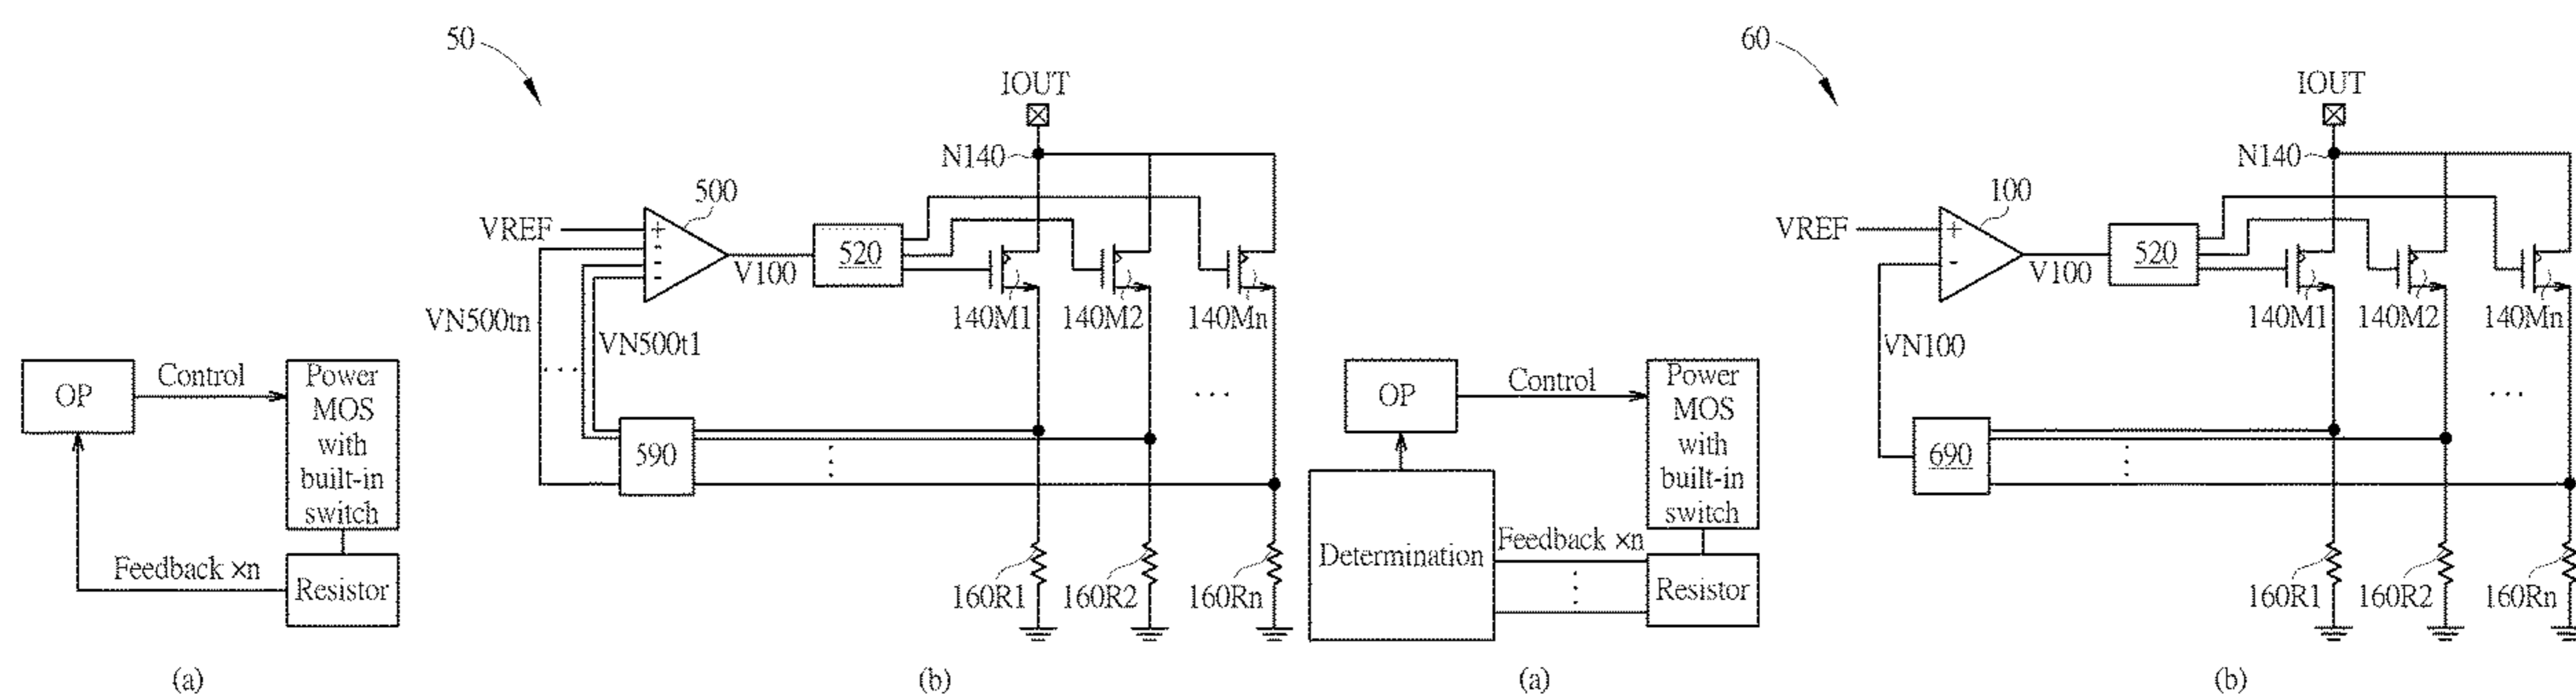 OP
Control
Power
MOS
with
built-in
switch
Feedback ×n
Resistor
(a)
50
IOUT
N140
500
VREF
+
-
-
-
V100
520
140M1
140M2
140Mn
VN500tn
...
VN500t1
...
590
...
160R1
160R2
160Rn
(b)
OP
Control
Power
MOS
with
built-in
switch
Determination
Feedback ×n
...
Resistor
(a)
60
IOUT
N140
100
VREF
+
-
V100
520
140M1
140M2
140Mn
VN100
...
690
...
160R1
160R2
160Rn
(b)